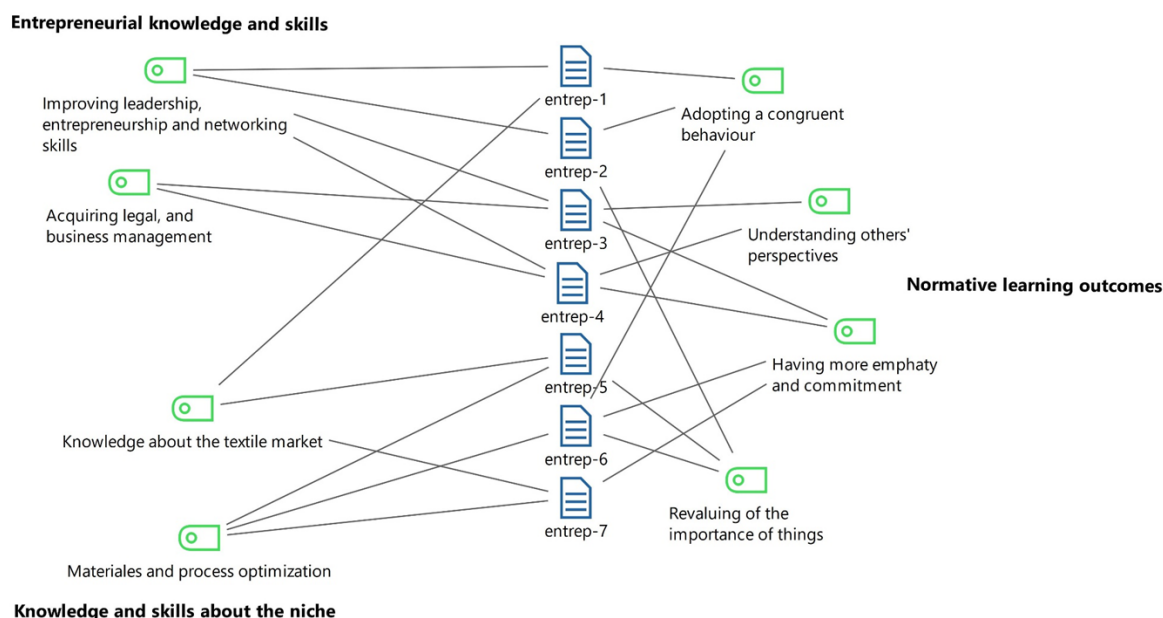 Entrepreneurial knowledge and skills
Improving leadership,
entrepreneurship and networking
skills
Acquiring legal, and
business management
Knowledge about the textile market
Materiales and process optimization
Knowledge and skills about the niche
entrep-1
entrep-2
entrep-3
entrep-4
entrep-5
entrep-6
entrep-7
Adopting a congruent
behaviour
Understanding others'
perspectives
Normative learning outcomes
Having more emphaty
and commitment
Revaluing of the
importance of things